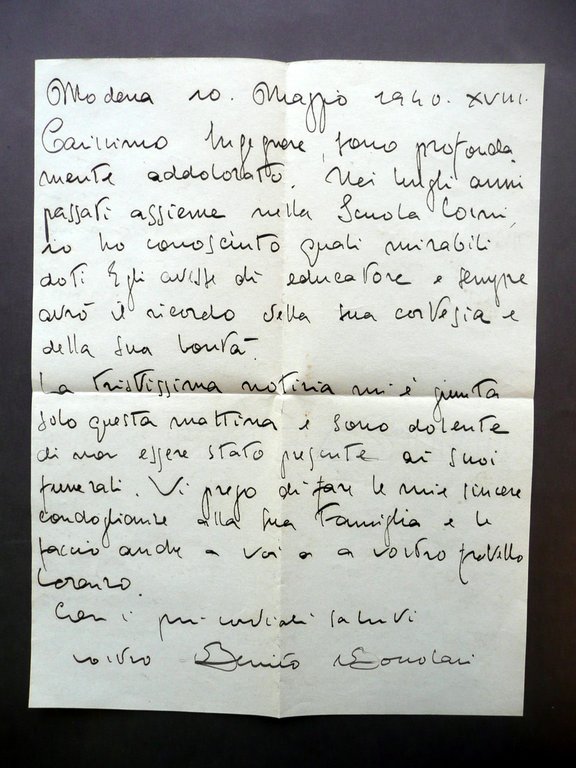 Modena 10. Maggio 1940. XVIII.
Carissimo Ingegnere, sono profonda
mente addolorato. Nei lunghi anni
passati assieme nella Scuola Corni,
io ho conosciuto quali mirabili
doti Egli avesse di educatore e sempre
avrò il ricordo della sua cortesia e
della sua bontà.
La tristissima notizia mi è giunta
solo questa mattina e sono dolente
di non essere stato presente ai suoi
funerali. Vi prego di fare le mie sincere
condoglianze alla sua Famiglia e le
faccio anche a voi e a vostro fratello
Lorenzo.
Con i più cordiali saluti
vostro Benito